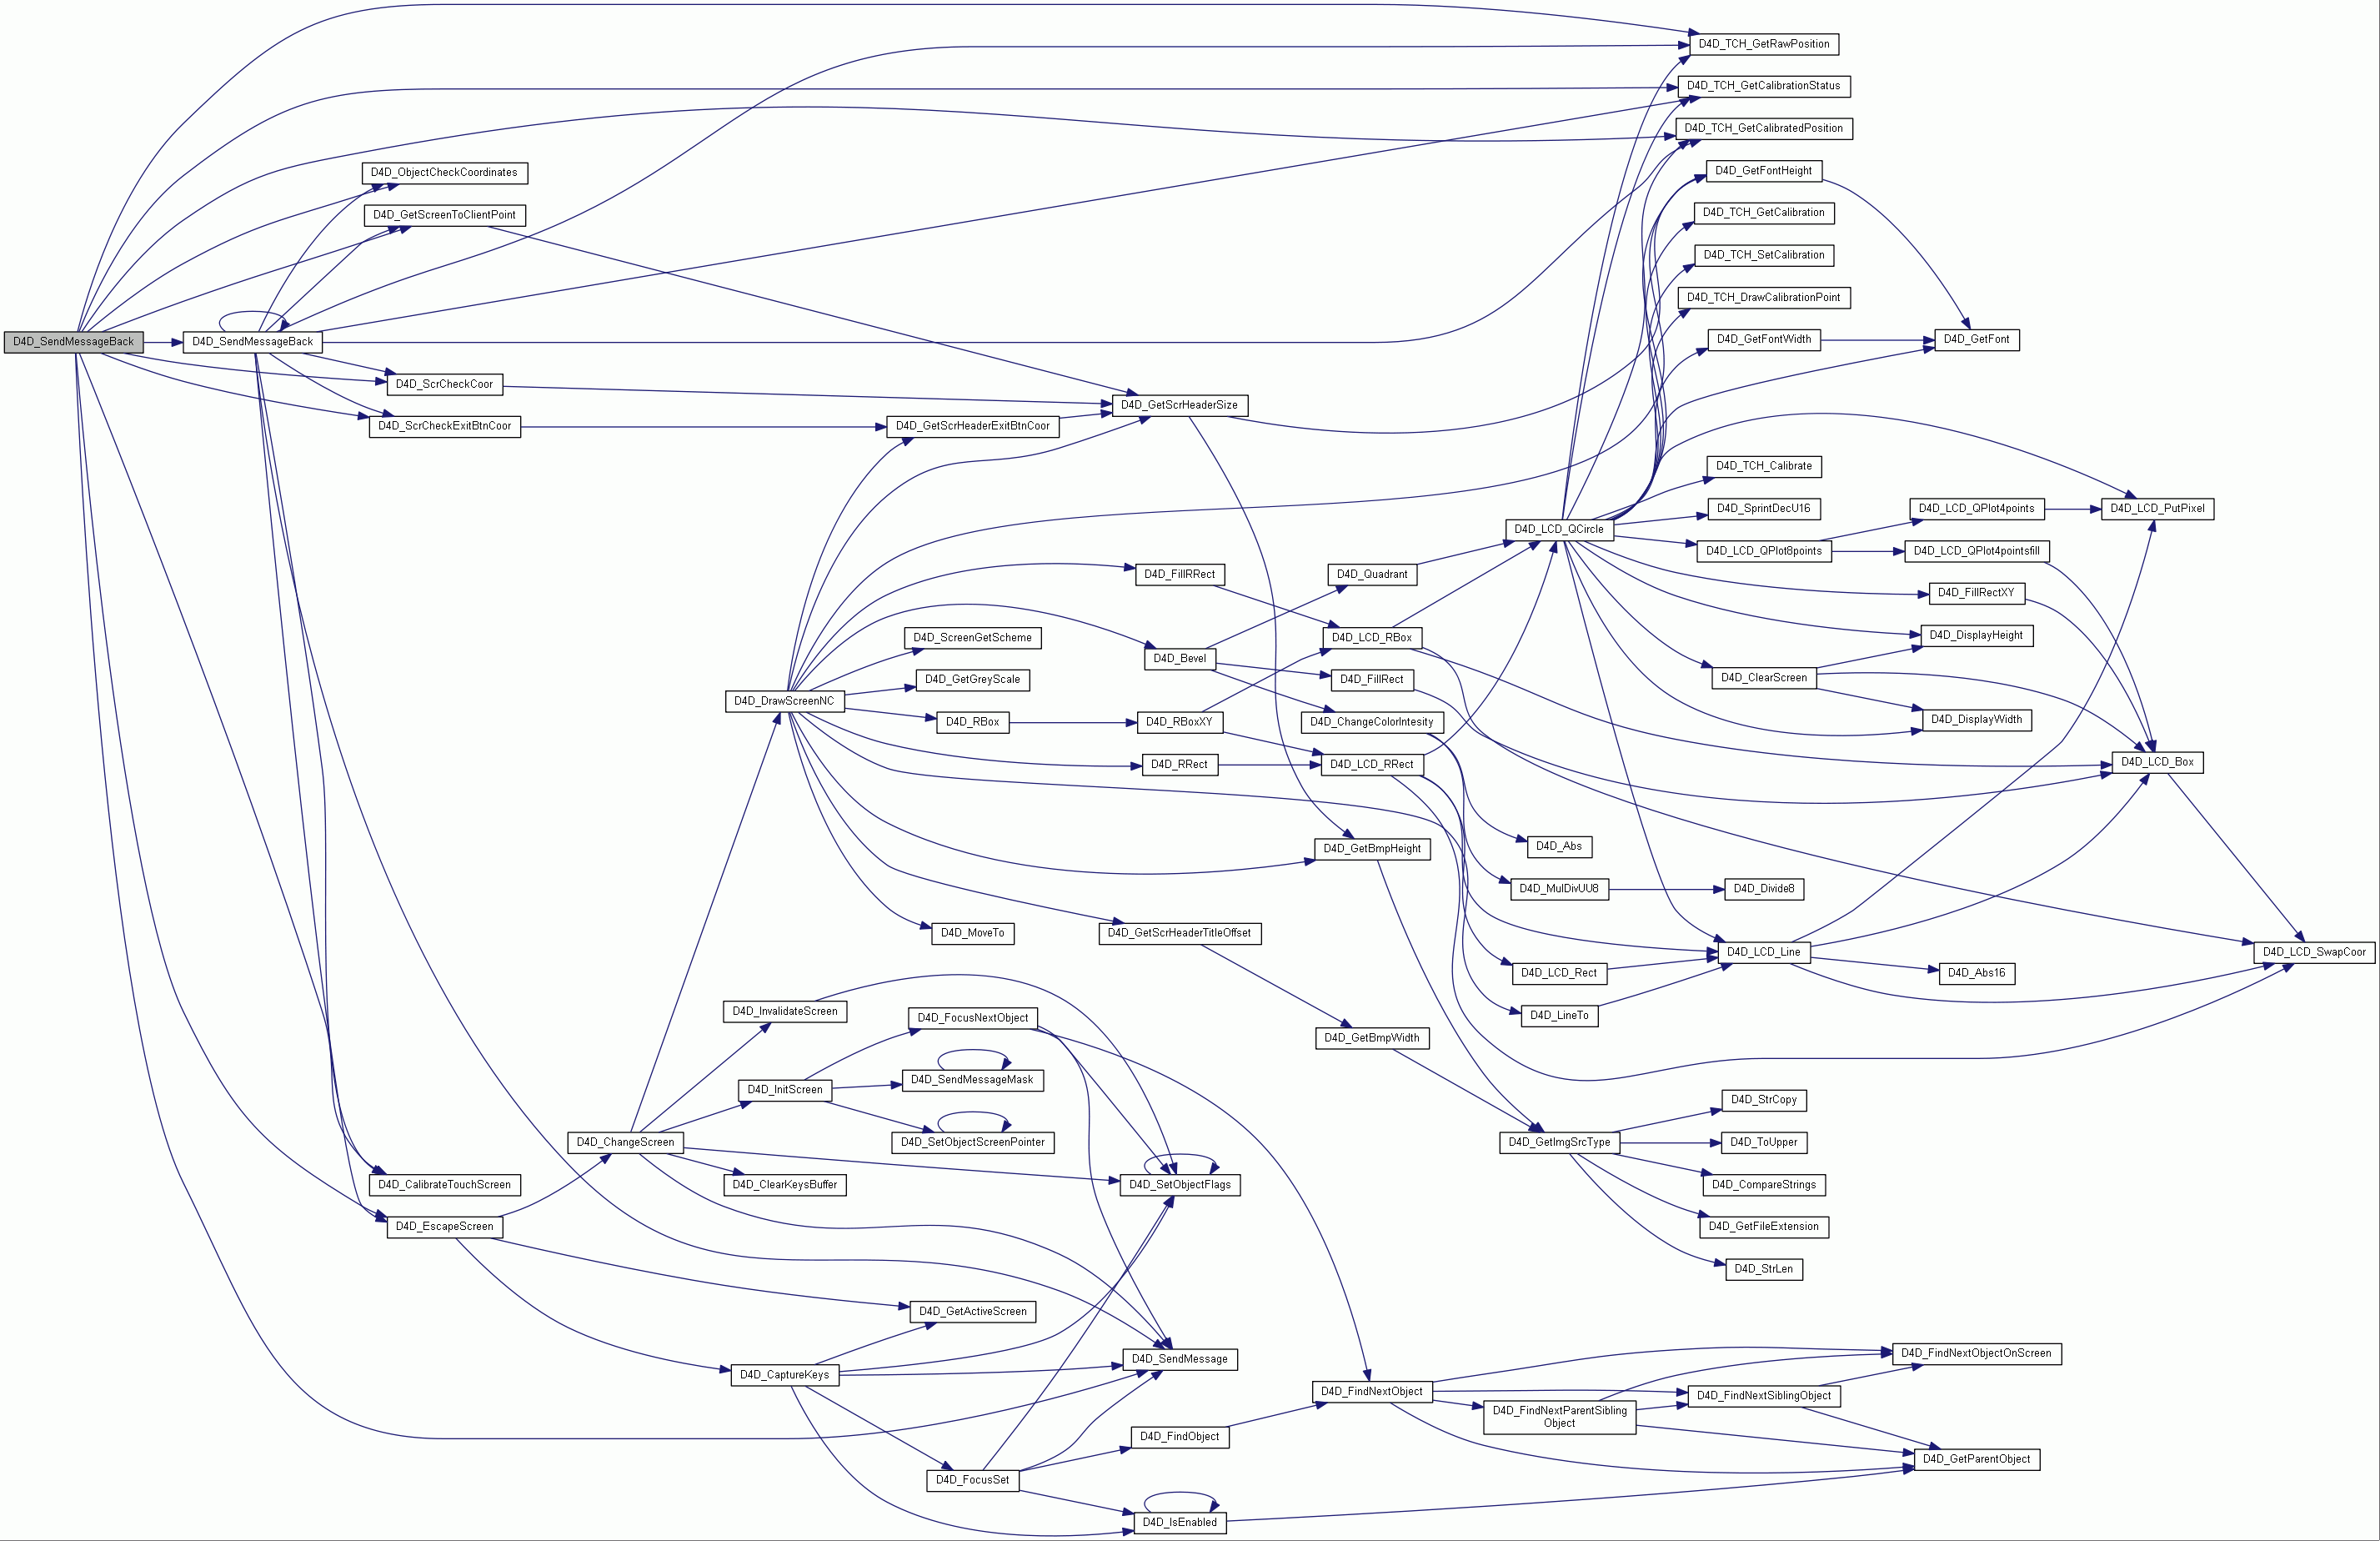 D4D_TCH_GetRawPosition
D4D_TCH_GetCalibrationStatus
D4D_TCH_GetCalibratedPosition
D4D_ObjectCheckCoordinates
D4D_GetFontHeight
D4D_GetScreenToClientPoint
D4D_TCH_GetCalibration
D4D_TCH_SetCalibration
D4D_TCH_DrawCalibrationPoint
D4D_SendMessageBack
D4D_SendMessageBack
D4D_GetFontWidth
D4D_GetFont
D4D_ScrCheckCoor
D4D_GetScrHeaderSize
D4D_ScrCheckExitBtnCoor
D4D_GetScrHeaderExitBtnCoor
D4D_TCH_Calibrate
D4D_SprintDecU16
D4D_LCD_QPlot4points
D4D_LCD_PutPixel
D4D_LCD_QCircle
D4D_LCD_QPlot8points
D4D_LCD_QPlot4pointsfill
D4D_FillRRect
D4D_Quadrant
D4D_FillRectXY
D4D_ScreenGetScheme
D4D_LCD_RBox
D4D_DisplayHeight
D4D_Bevel
D4D_GetGreyScale
D4D_FillRect
D4D_ClearScreen
D4D_DrawScreenNC
D4D_RBox
D4D_RBoxXY
D4D_ChangeColorIntesity
D4D_DisplayWidth
D4D_RRect
D4D_LCD_RRect
D4D_LCD_Box
D4D_GetBmpHeight
D4D_Abs
D4D_MulDivUU8
D4D_Divide8
D4D_MoveTo
D4D_GetScrHeaderTitleOffset
D4D_LCD_Line
D4D_LCD_SwapCoor
D4D_LCD_Rect
D4D_Abs16
D4D_InvalidateScreen
D4D_FocusNextObject
D4D_LineTo
D4D_GetBmpWidth
D4D_InitScreen
D4D_SendMessageMask
D4D_StrCopy
D4D_ChangeScreen
D4D_SetObjectScreenPointer
D4D_GetImgSrcType
D4D_ToUpper
D4D_CalibrateTouchScreen
D4D_ClearKeysBuffer
D4D_SetObjectFlags
D4D_CompareStrings
D4D_EscapeScreen
D4D_GetFileExtension
D4D_StrLen
D4D_GetActiveScreen
D4D_CaptureKeys
D4D_SendMessage
D4D_FindNextObjectOnScreen
D4D_FindNextObject
D4D_FindNextSiblingObject
D4D_FindNextParentSibling
Object
D4D_FindObject
D4D_GetParentObject
D4D_FocusSet
D4D_IsEnabled